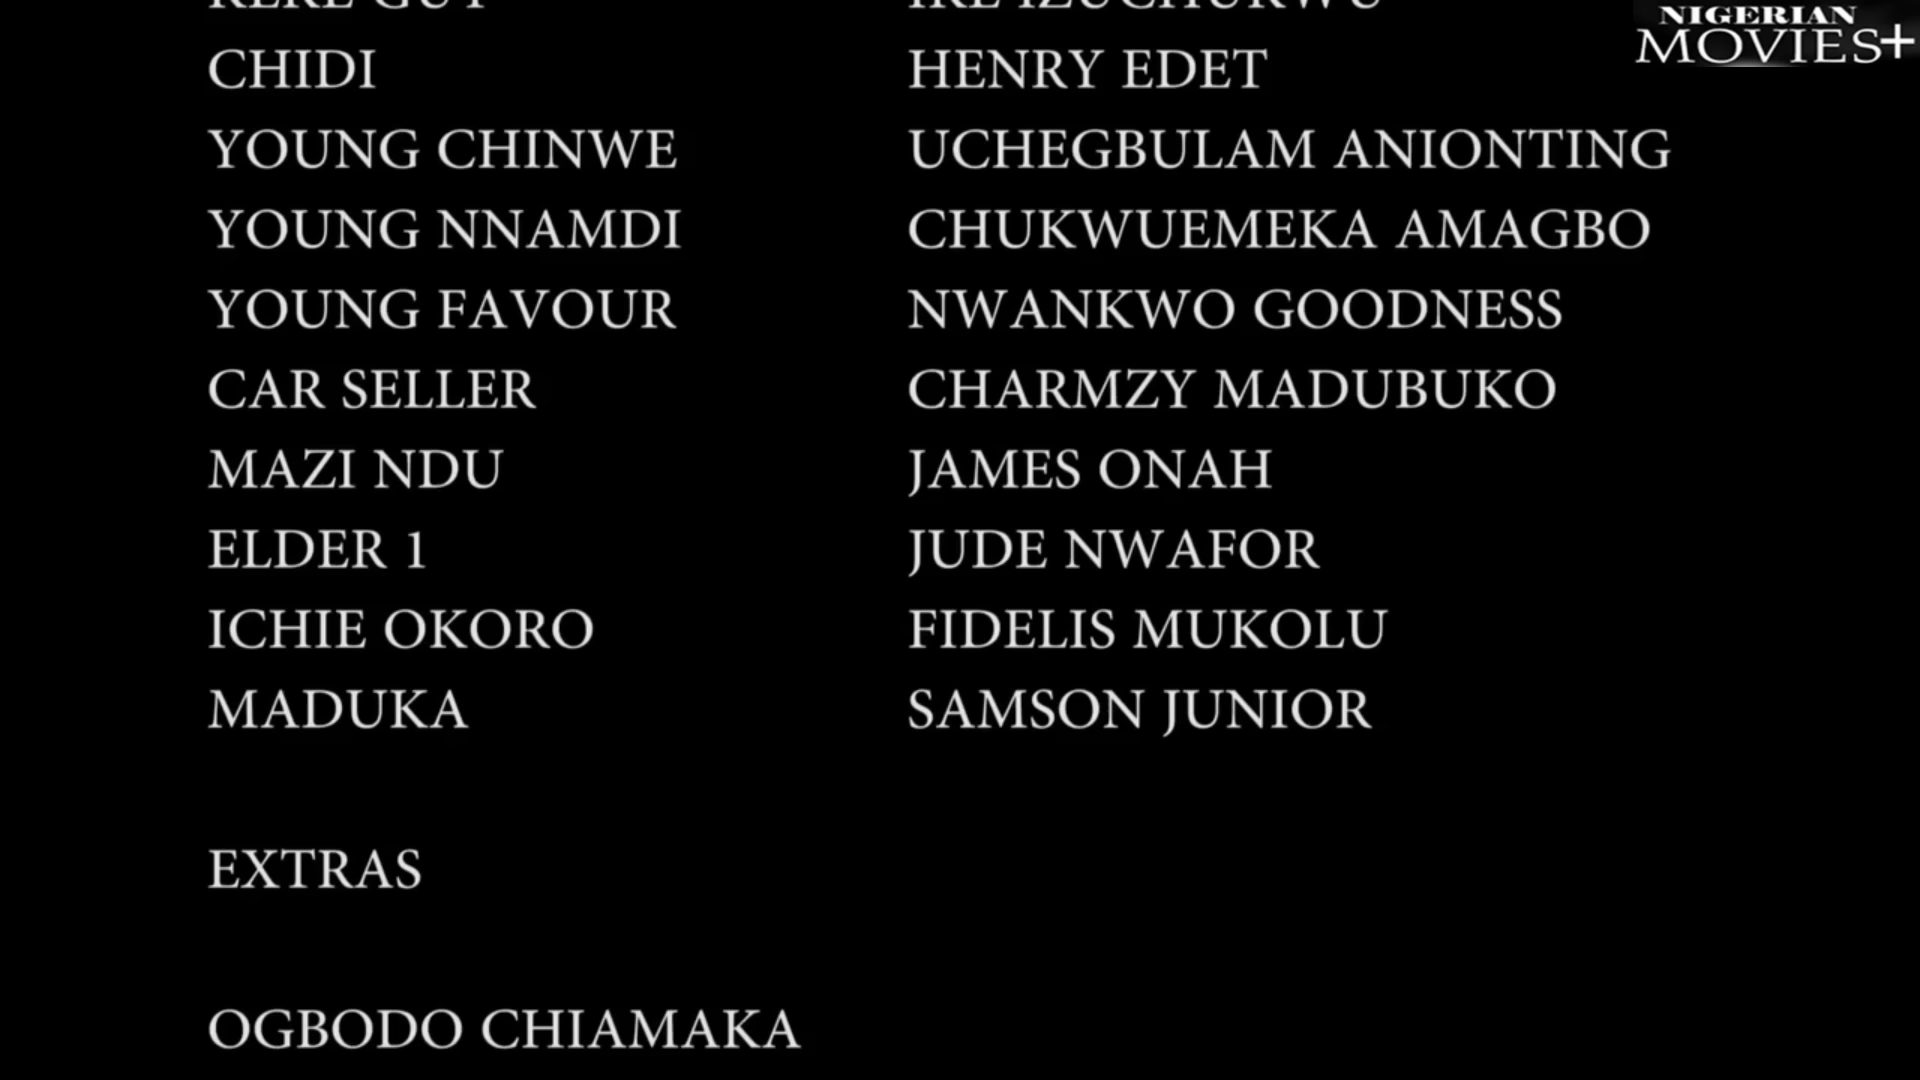 CHIDI HENRY EDET
YOUNG CHINWE UCHEGBULAM ANIONTING
YOUNG NNAMDI CHUKWUEMEKA AMAGBO
YOUNG FAVOUR NWANKWO GOODNESS
CAR SELLER CHARMZY MADUBUKO
MAZI NDU JAMES ONAH
ELDER 1 JUDE NWAFOR
ICHIE OKORO FIDELIS MUKOLU
MADUKA SAMSON JUNIOR
EXTRAS
OGBODO CHIAMAKA
NIGERIAN
MOVIES+